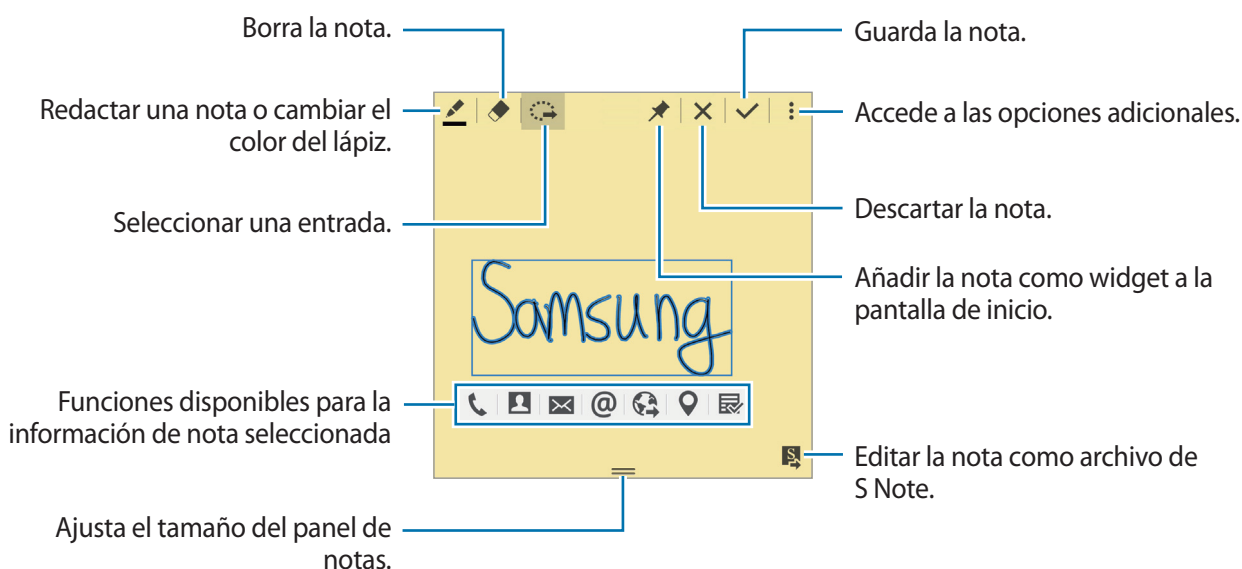 Borra la nota.
Guarda la nota.
Redactar una nota o cambiar el
color del lápiz.
Accede a las opciones adicionales.
Seleccionar una entrada.
Descartar la nota.
Añadir la nota como widget a la
pantalla de inicio.
Samsung
Funciones disponibles para la
información de nota seleccionada
Editar la nota como archivo de
S Note.
Ajusta el tamaño del panel de
notas.